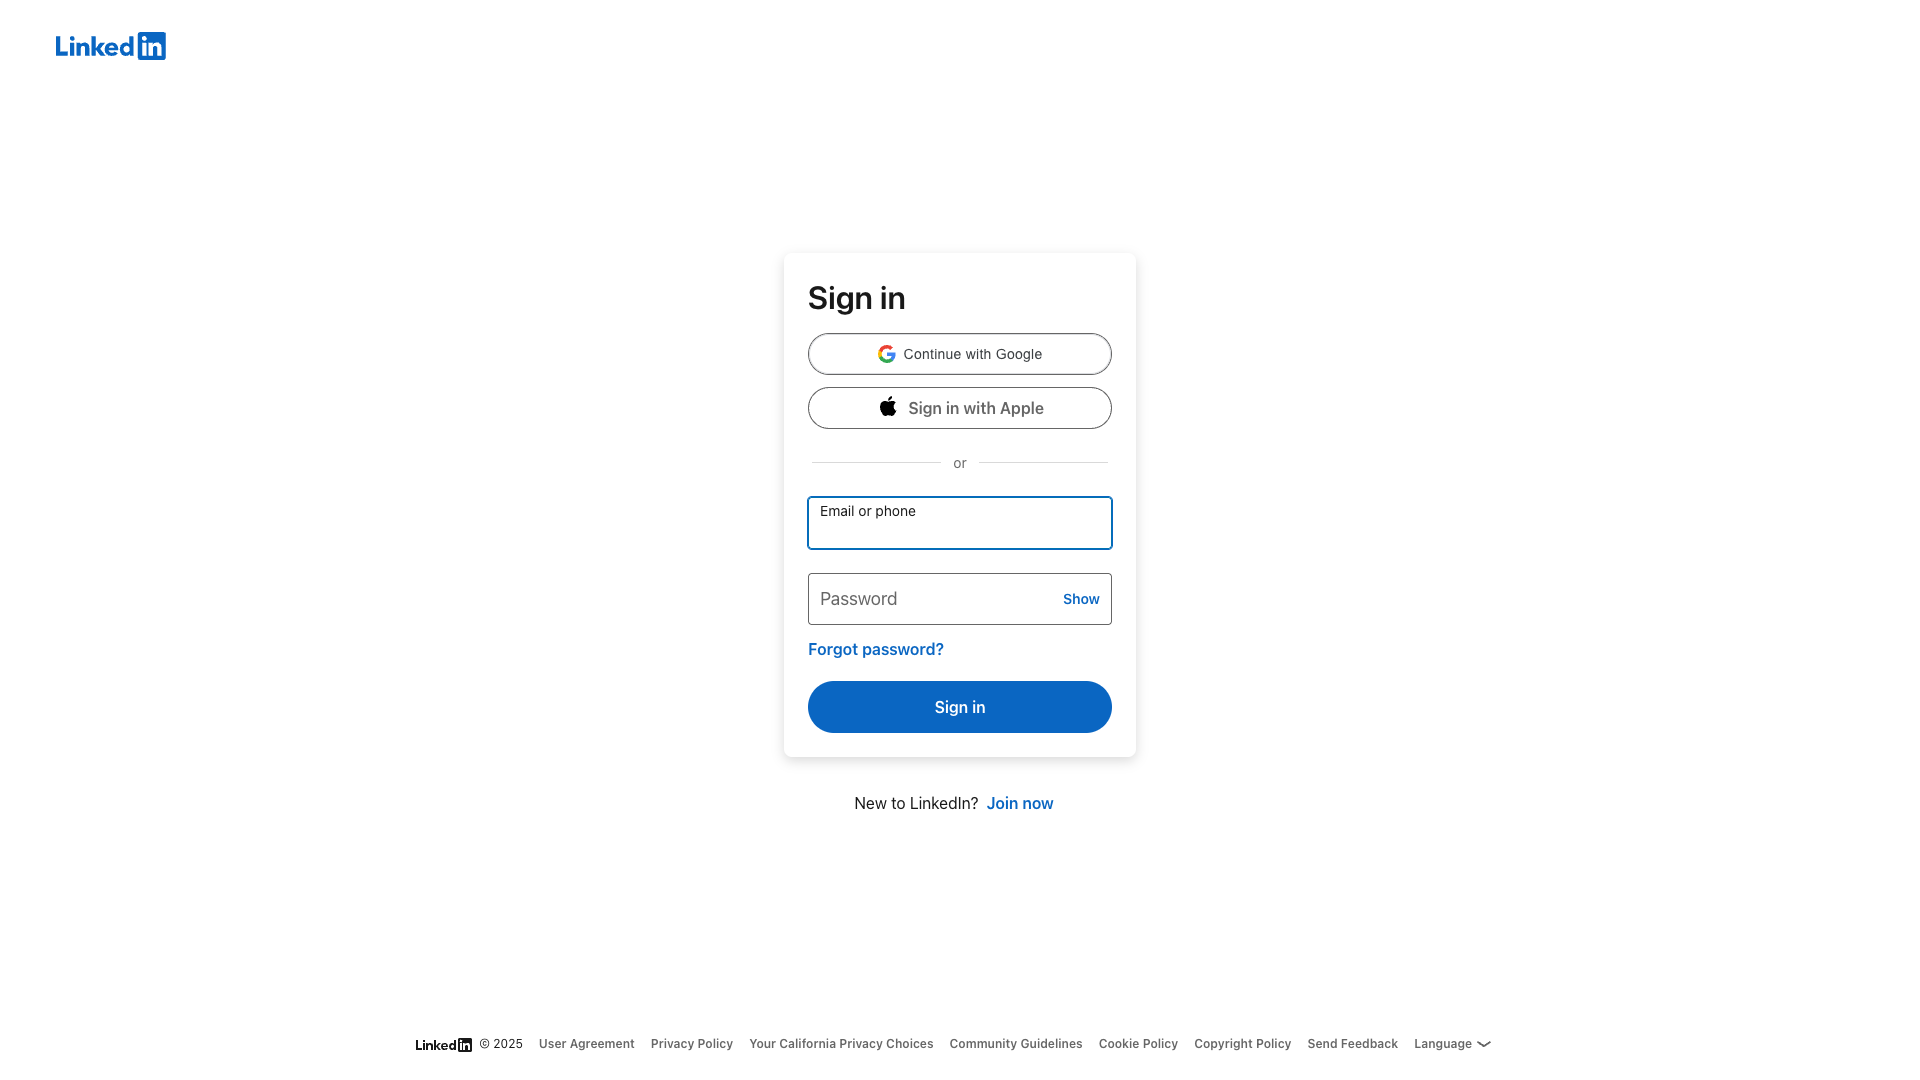 Linkedin
Sign in
Continue with Google
Sign in with Apple
or
Email or phone
Password
Show
Forgot password?
Sign in
New to LinkedIn? Join now
Linkedin © 2025 User Agreement Privacy Policy Your California Privacy Choices Community Guidelines Cookie Policy Copyright Policy Send Feedback Language